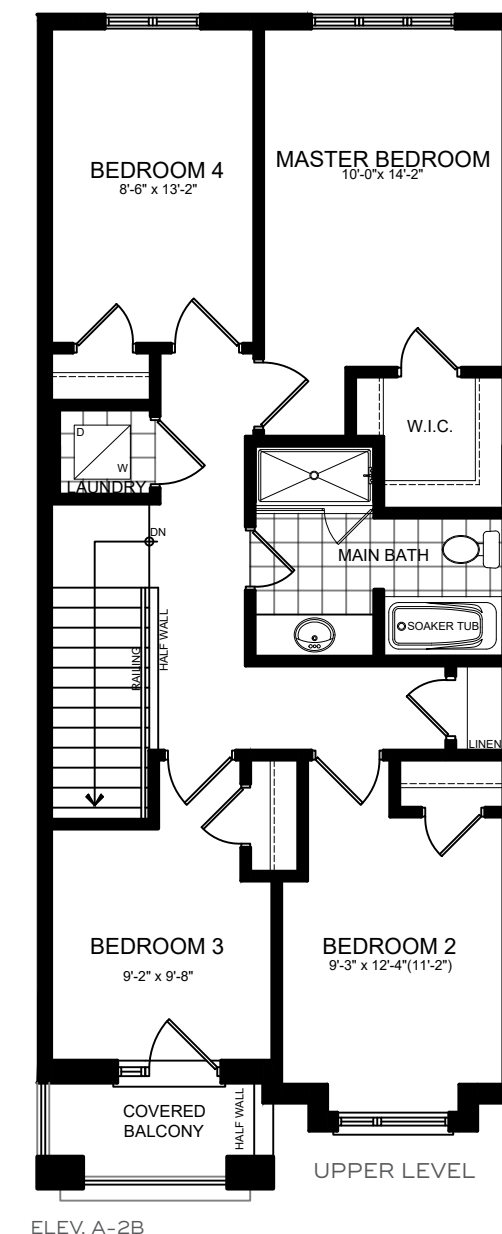 BEDROOM 4
8'-6" x 13'-2"
MASTER BEDROOM
10'-0"x 14'-2"
W.I.C.
D
W
LAUNDRY
DN
MAIN BATH
SOAKER TUB
RAILING
HALF WALL
LINEN
BEDROOM 3
9'-2" x 9'-8"
BEDROOM 2
9'-3" x 12'-4"(11'-2")
COVERED
BALCONY
HALF WALL
UPPER LEVEL
ELEV. A-2B